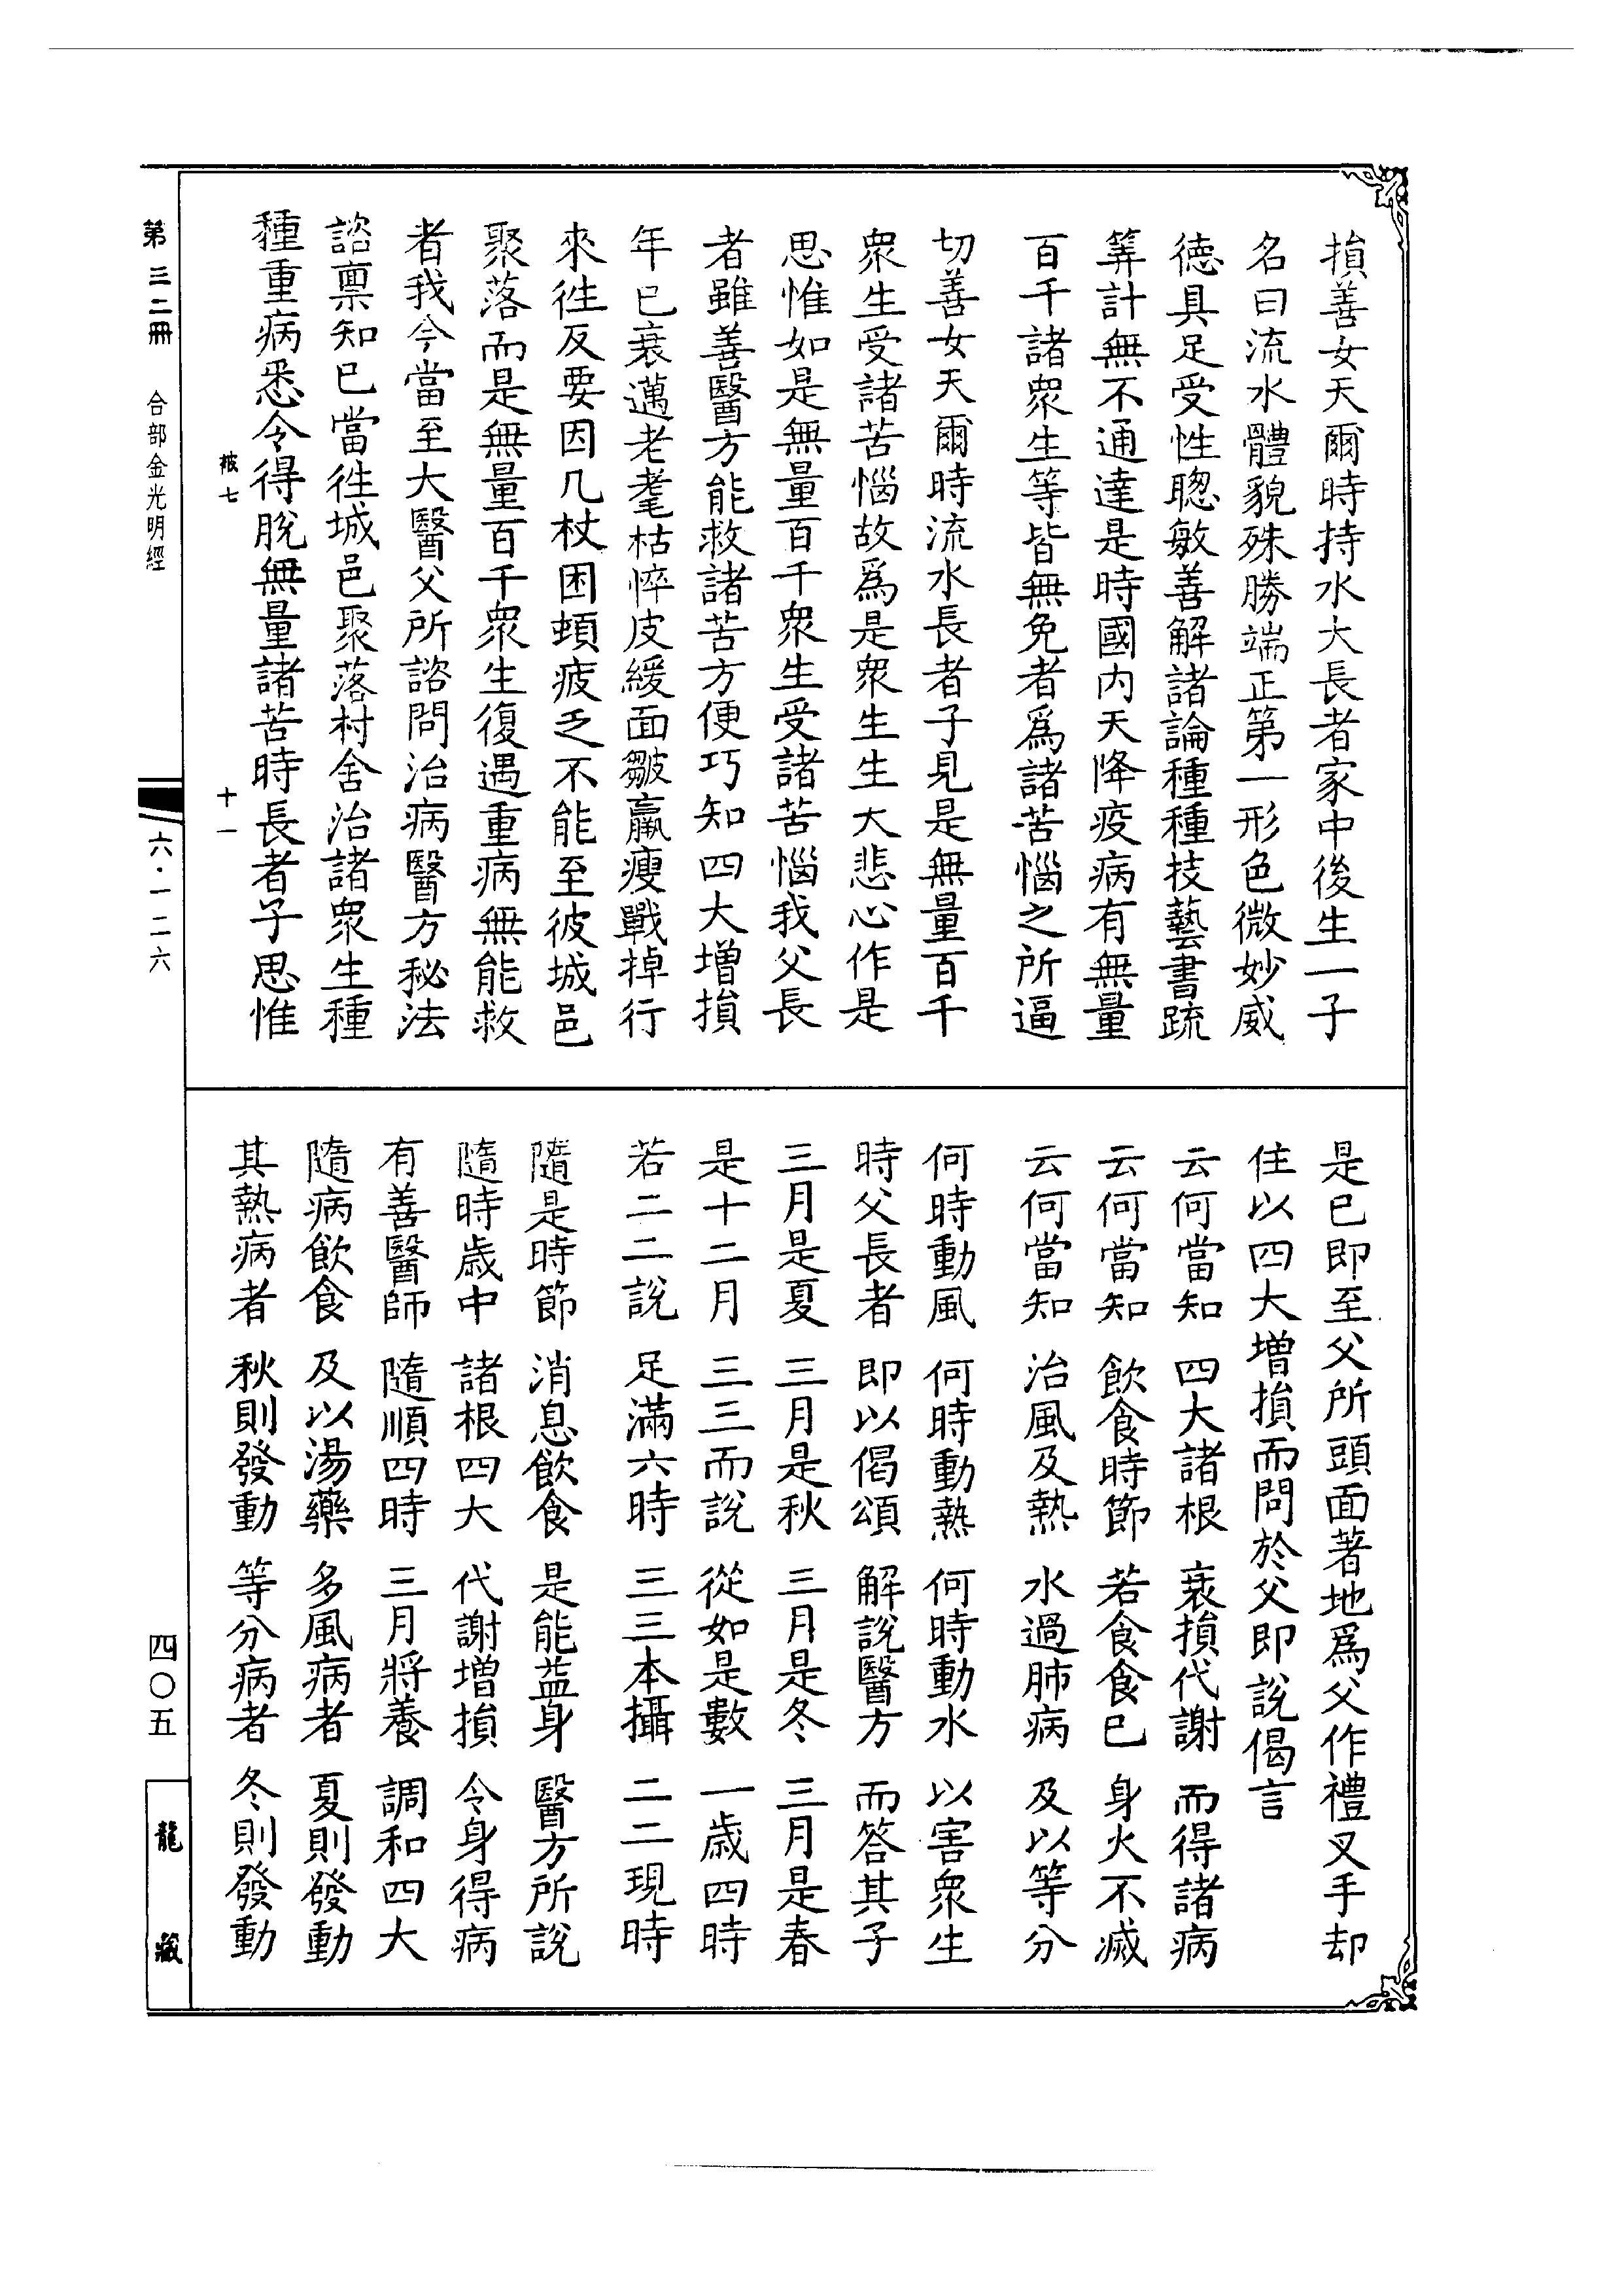 損善女天爾時持水大長者家中後生一子
名曰流水體貌殊勝端正第一形色微妙威
德具足受性聰敏善解諸論種種技藝書疏
筭計無不通達是時國內天降疫病有無量
百千諸衆生等皆無免者爲諸苦惱之所逼
切善女天爾時流水長者子見是無量百千
衆生受諸苦惱故爲是衆生生大悲心作是
思惟如是無量百千衆生受諸苦惱我父長
者雖善醫方能救諸苦方便巧知四大增損
年已衰邁老耄枯悴皮緩面皺羸瘦戰掉行
來往反要因几杖困頓疲乏不能至彼城邑
聚落而是無量百千衆生復遇重病無能救
者我今當至大醫父所諮問治病醫方秘法
諮禀知已當往城邑聚落村舍治諸衆生種
種重病悉令得脫無量諸苦時長者子思惟
是已即至父所頭面著地爲父作禮叉手却
住以四大增損而問於父即說偈言
云何當知 四大諸根 衰損代謝 而得諸病
云何當知 飲食時節 若食食已 身火不滅
云何當知 治風及熱 水過肺病 及以等分
何時動風 何時動熱 何時動水 以害衆生
時父長者 即以偈頌 解說醫方 而答其子
三月是夏 三月是秋 三月是冬 三月是春
是十二月 三三而說 從如是數 一歲四時
若二二說 足滿六時 三三本攝 二二現時
隨是時節 消息飲食 是能益身 醫方所說
隨時歲中 諸根四大 代謝增損 令身得病
有善醫師 隨順四時 三月將養 調和四大
隨病飲食 及以湯藥 多風病者 夏則發動
其熱病者 秋則發動 等分病者 冬則發動
被七 十一
第三二冊 合部金光明經 六·一二六 四〇五
龍藏